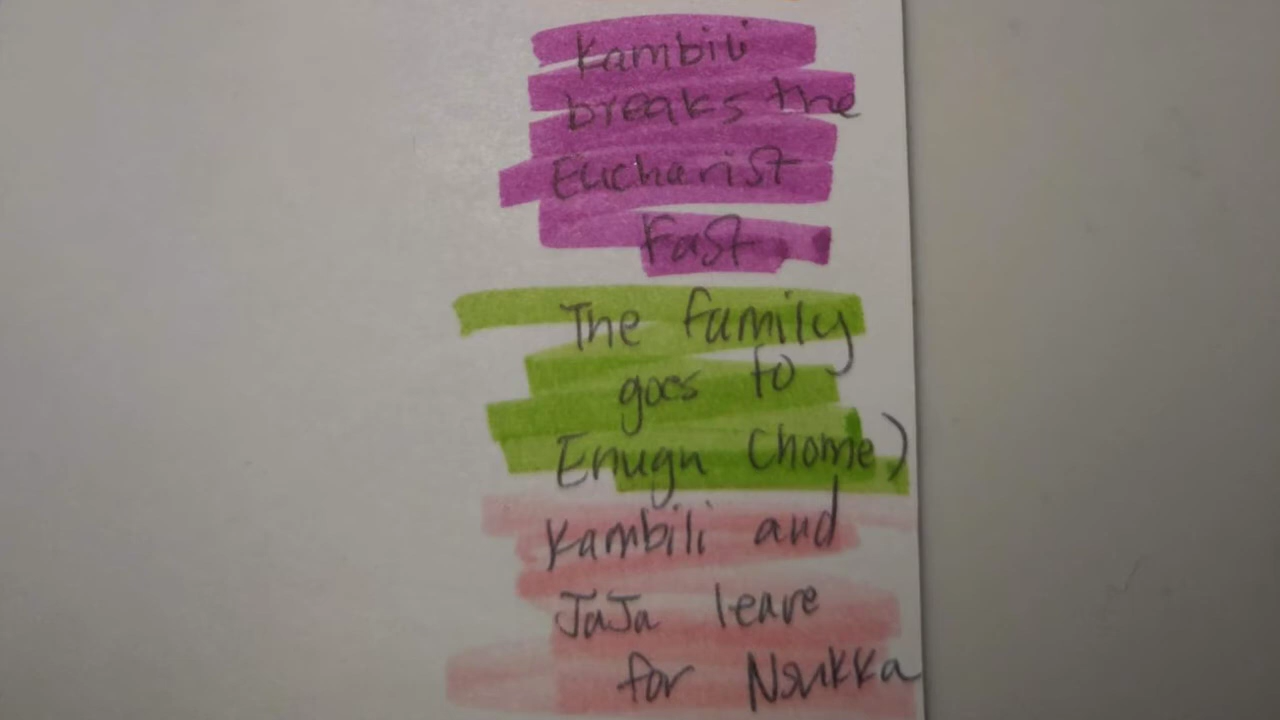 Kambili
breaks the
Eucharist
Fast.
The family
goes to
Enugu (home)
Kambili and
JaJa leave
for Nsukka